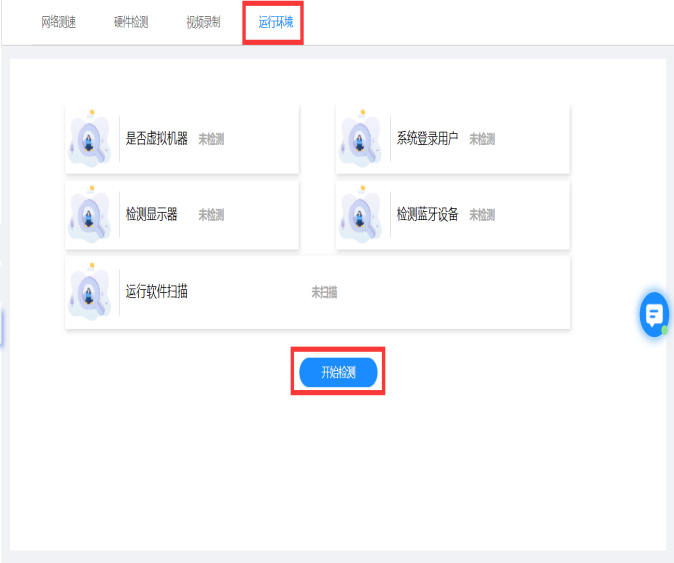 网络测速 硬件检测 视频录制 运行环境
是否虚拟机器 未检测 系统登录用户 未检测
检测显示器 未检测 检测蓝牙设备 未检测
运行软件扫描 未扫描
开始检测